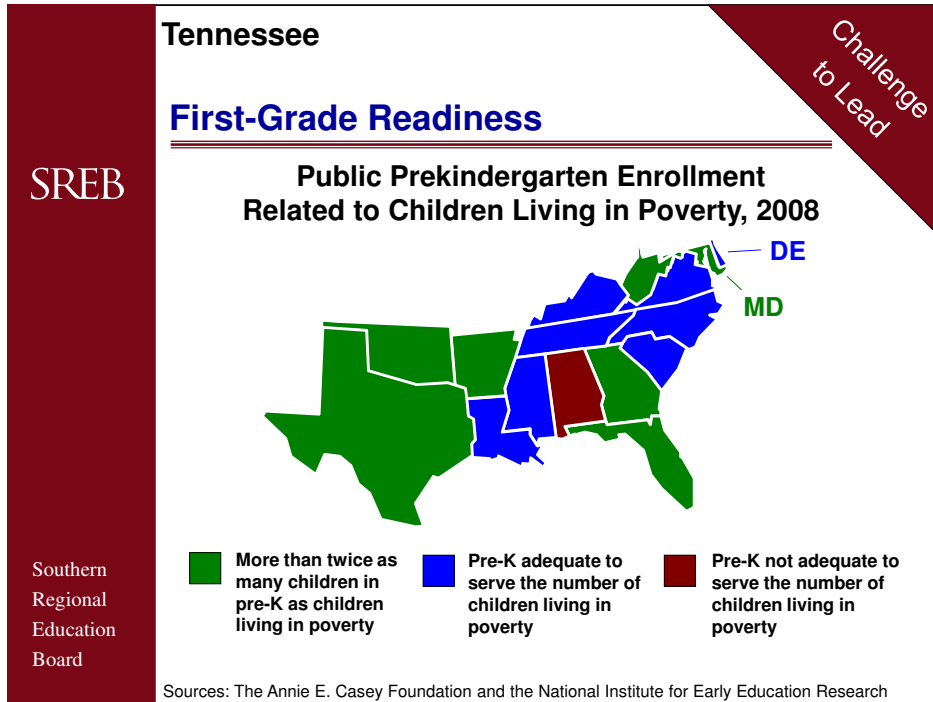 Tennessee
Challenge
to Lead
First-Grade Readiness
SREB
Public Prekindergarten Enrollment
Related to Children Living in Poverty, 2008
DE
MD
More than twice as
many children in
pre-K as children
living in poverty
Pre-K adequate to
serve the number of
children living in
poverty
Pre-K not adequate to
serve the number of
children living in
poverty
Southern
Regional
Education
Board
Sources: The Annie E. Casey Foundation and the National Institute for Early Education Research